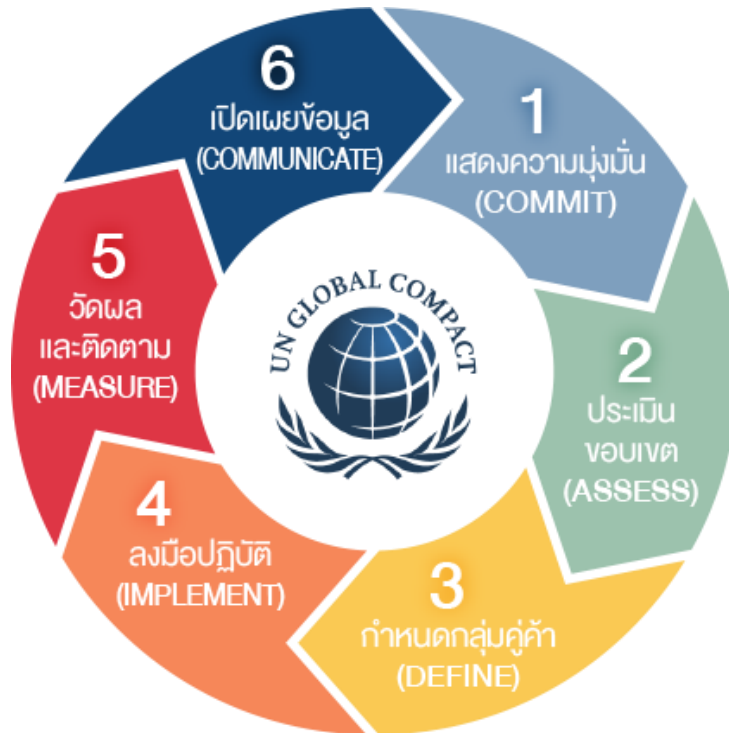 1
แสดงความมุ่งมั่น
(COMMIT)
2
ประเมิน
ขอบเขต
(ASSESS)
3
กำหนดกลุ่มคู่ค้า
(DEFINE)
4
ลงมือปฏิบัติ
(IMPLEMENT)
5
วัดผล
และติดตาม
(MEASURE)
6
เปิดเผยข้อมูล
(COMMUNICATE)
UN GLOBAL COMPACT